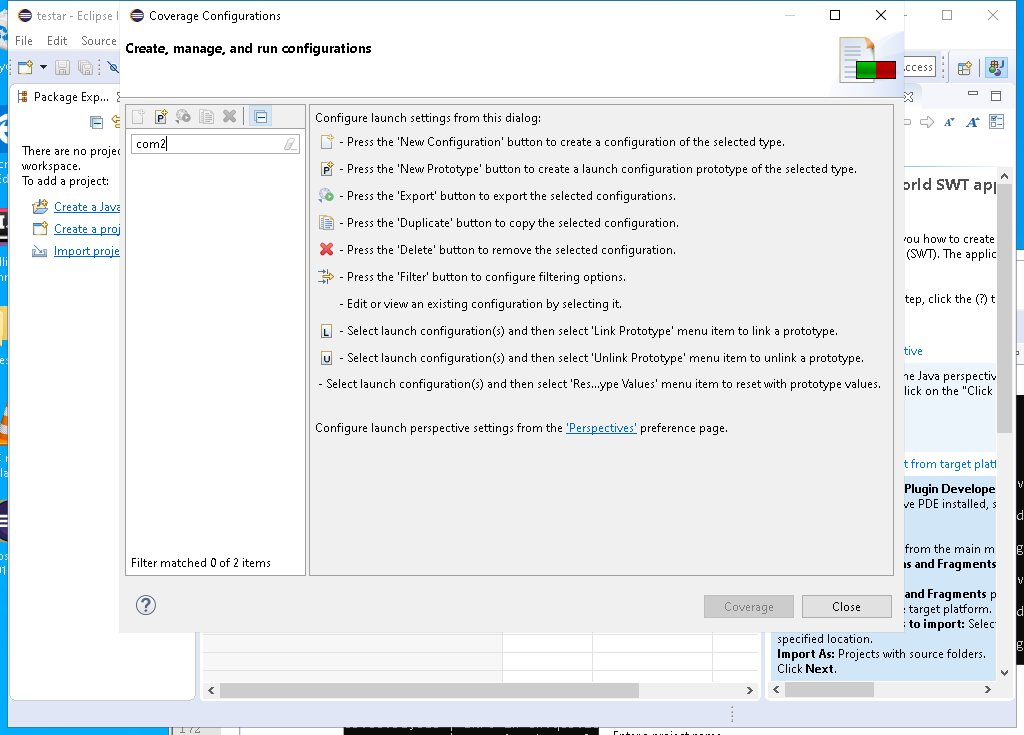 testar - Eclipse I
Coverage Configurations
File Edit Source
Create, manage, and run configurations
ccess
Package Exp...
com2
There are no projec
workspace.
To add a project:
Create a Java
Create a proj
Import proje
Configure launch settings from this dialog:
- Press the 'New Configuration' button to create a configuration of the selected type.
- Press the 'New Prototype' button to create a launch configuration prototype of the selected type.
- Press the 'Export' button to export the selected configurations.
- Press the 'Duplicate' button to copy the selected configuration.
- Press the 'Delete' button to remove the selected configuration.
- Press the 'Filter' button to configure filtering options.
- Edit or view an existing configuration by selecting it.
L - Select launch configuration(s) and then select 'Link Prototype' menu item to link a prototype.
U - Select launch configuration(s) and then select 'Unlink Prototype' menu item to unlink a prototype.
- Select launch configuration(s) and then select 'Res...ype Values' menu item to reset with prototype values.
Configure launch perspective settings from the 'Perspectives' preference page.
Filter matched 0 of 2 items
Coverage
Close
orld SWT app
you how to create
(SWT). The applic
tep, click the (?) t
tive
he Java perspectiv
lick on the "Click
t from target platf
Plugin Develope
ve PDE installed, s
from the main m
ns and Fragments
and Fragments p
e target platform.
s to import: Select
specified location.
Import As: Projects with source folders.
Click Next.
172